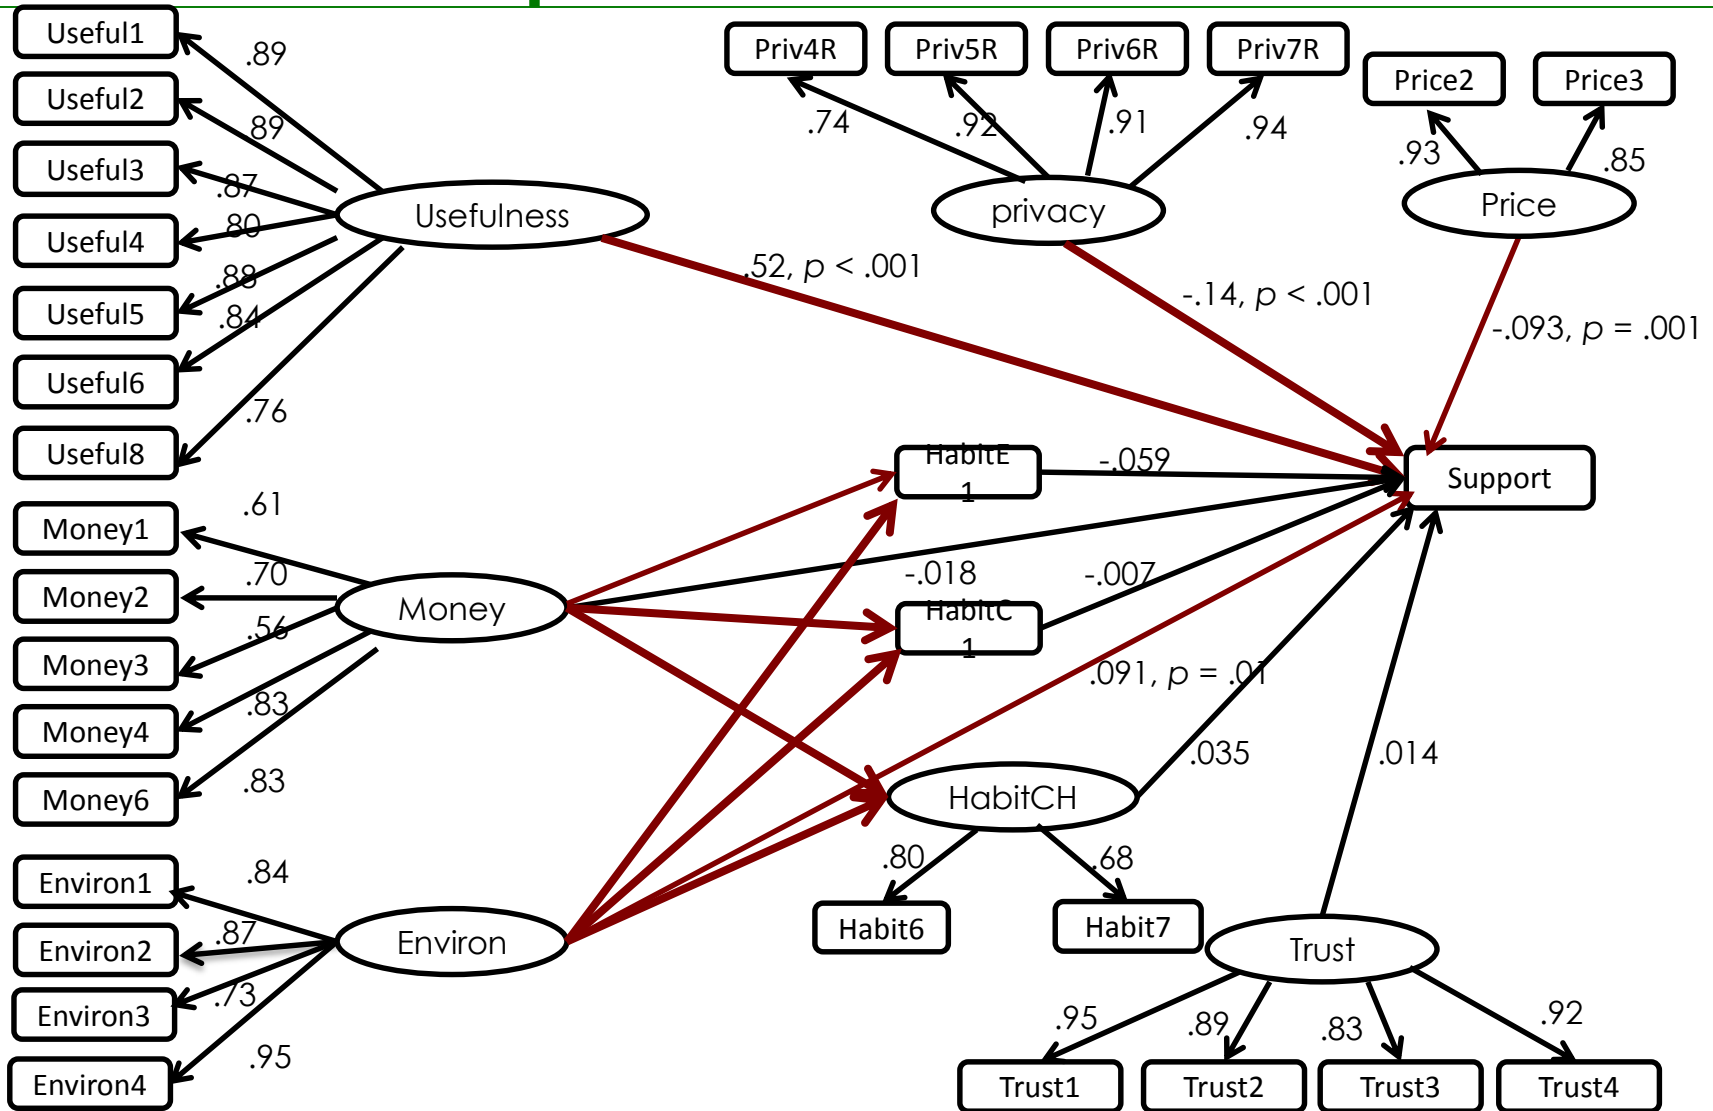 Useful1
.89
Useful2
.89
Useful3
.87
Useful4
.80
Useful5
.88
Useful6
.84
Useful8
.76
Usefulness
Priv4R
Priv5R
Priv6R
Priv7R
.74
.92
.91
.94
privacy
Price2
Price3
.93
.85
Price
.52, p < .001
-.14, p < .001
-.093, p = .001
HabitE
1
-.059
Support
Money1
.61
Money2
.70
Money3
.56
Money4
.83
Money6
.83
Money
-.018
-.007
HabitC
1
.091, p = .01
.035
.014
HabitCH
.80
.68
Habit6
Habit7
Environ1
.84
Environ2
.87
Environ3
.73
Environ4
.95
Environ
Trust
.95
.89
.83
.92
Trust1
Trust2
Trust3
Trust4